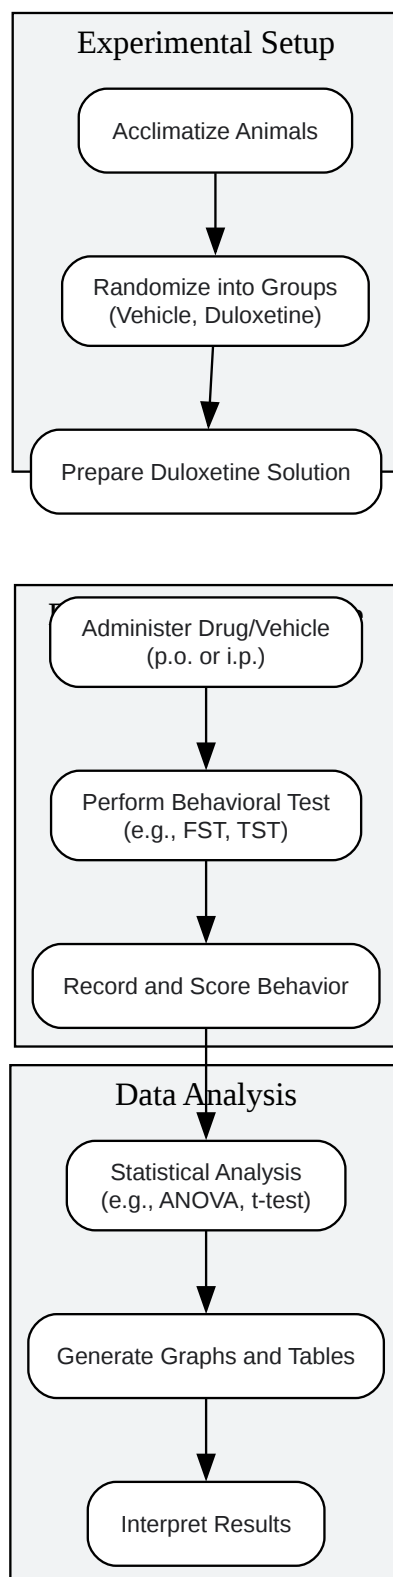 Experimental Setup
Acclimatize Animals
Randomize into Groups
(Vehicle, Duloxetine)
Prepare Duloxetine Solution
Administer Drug/Vehicle
(p.o. or i.p.)
Perform Behavioral Test
(e.g., FST, TST)
Record and Score Behavior
Data Analysis
Statistical Analysis
(e.g., ANOVA, t-test)
Generate Graphs and Tables
Interpret Results